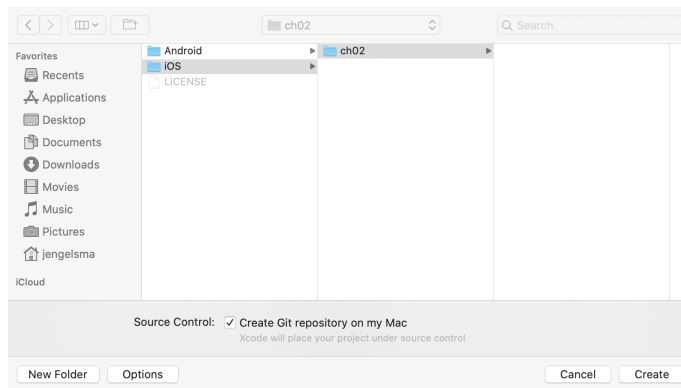 ch02
Search
Favorites
Recents
Applications
Desktop
Documents
Downloads
Movies
Music
Pictures
jengelsma
iCloud
Android
iOS
LICENSE
ch02
Source Control: Create Git repository on my Mac
Xcode will place your project under source control
New Folder Options Cancel Create